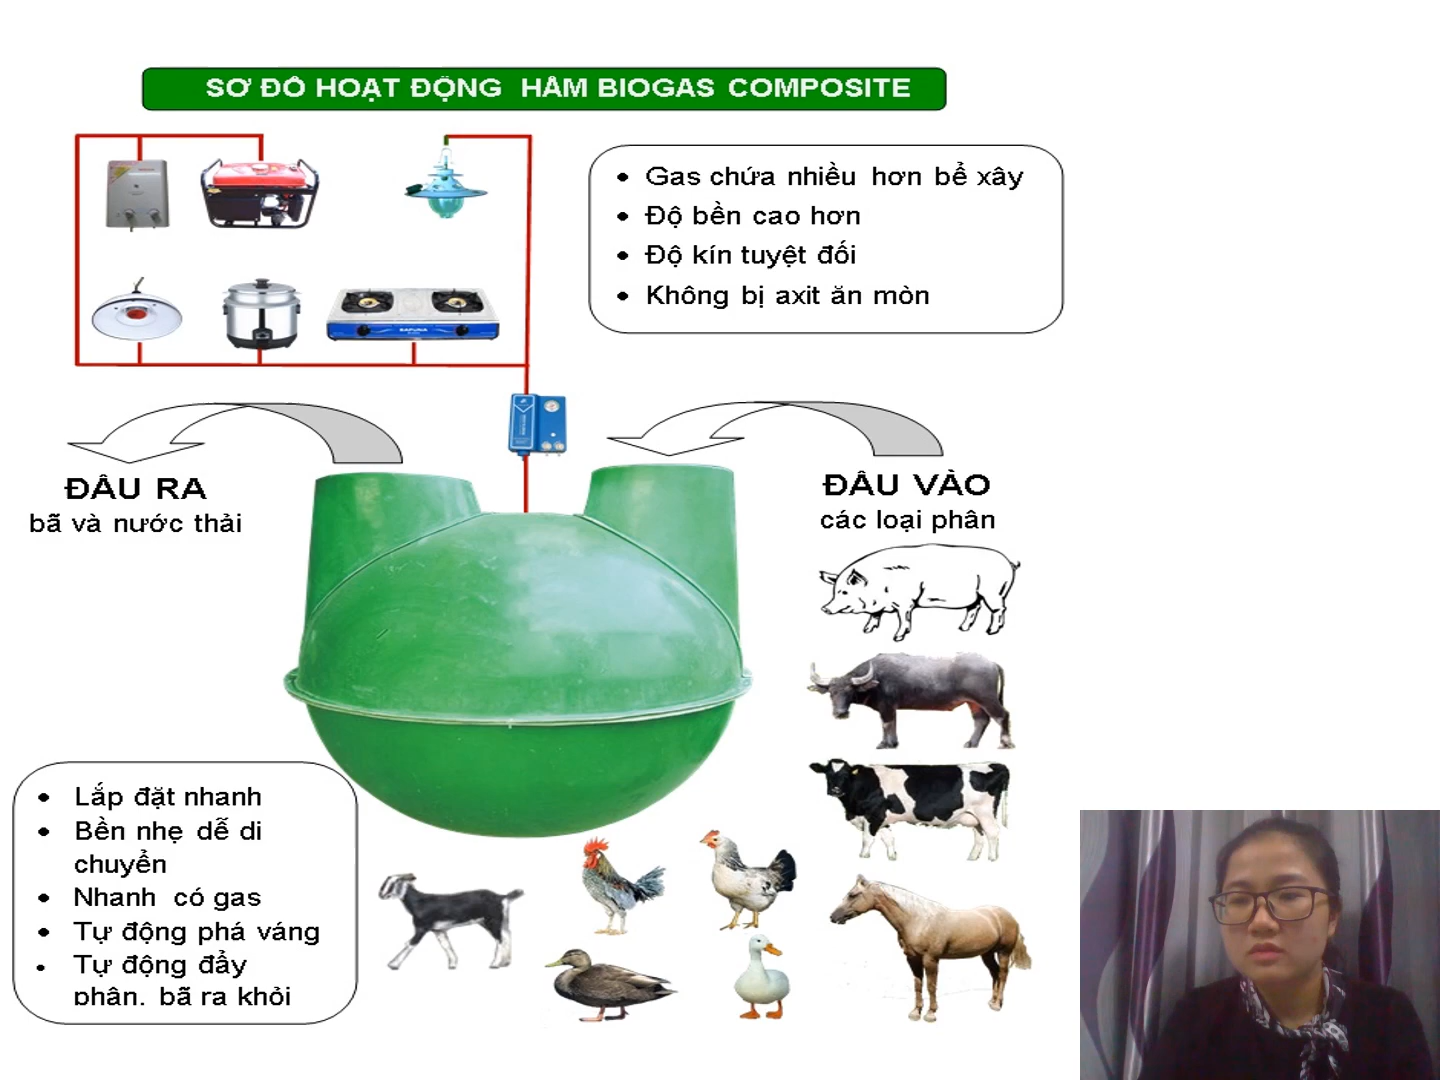 SƠ ĐỒ HOẠT ĐỘNG HẦM BIOGAS COMPOSITE
Gas chứa nhiều hơn bể xây
Độ bền cao hơn
Độ kín tuyệt đối
Không bị axit ăn mòn
ĐẦU RA
bã và nước thải
ĐẦU VÀO
các loại phân
Lắp đặt nhanh
Bền nhẹ dễ di
chuyển
Nhanh có gas
Tự động phá váng
Tự động đẩy
phân, bã ra khỏi